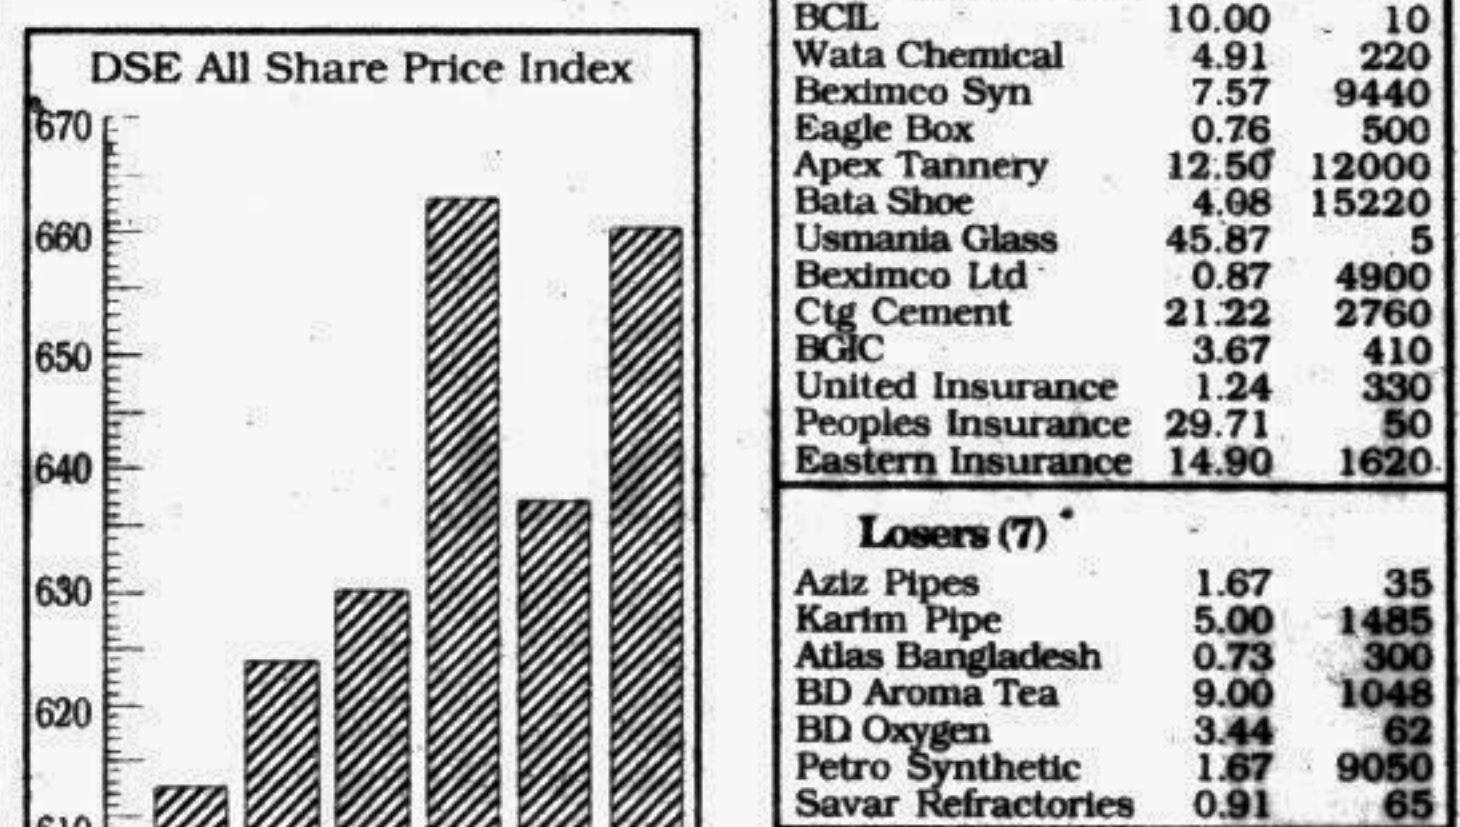 DSE All Share Price Index
670
660
650
640
630
620
610
BCIL 10.00 10
Wata Chemical 4.91 220
Beximco Syn 7.57 9440
Eagle Box 0.76 500
Apex Tannery 12.50 12000
Bata Shoe 4.08 15220
Usmania Glass 45.87 5
Beximco Ltd 0.87 4900
Ctg Cement 21.22 2760
BGIC 3.67 410
United Insurance 1.24 330
Peoples Insurance 29.71 50
Eastern Insurance 14.90 1620
Losers (7)
Aziz Pipes 1.67 35
Karim Pipe 5.00 1485
Atlas Bangladesh 0.73 300
BD Aroma Tea 9.00 1048
BD Oxygen 3.44 62
Petro Synthetic 1.67 9050
Savar Refractories 0.91 65